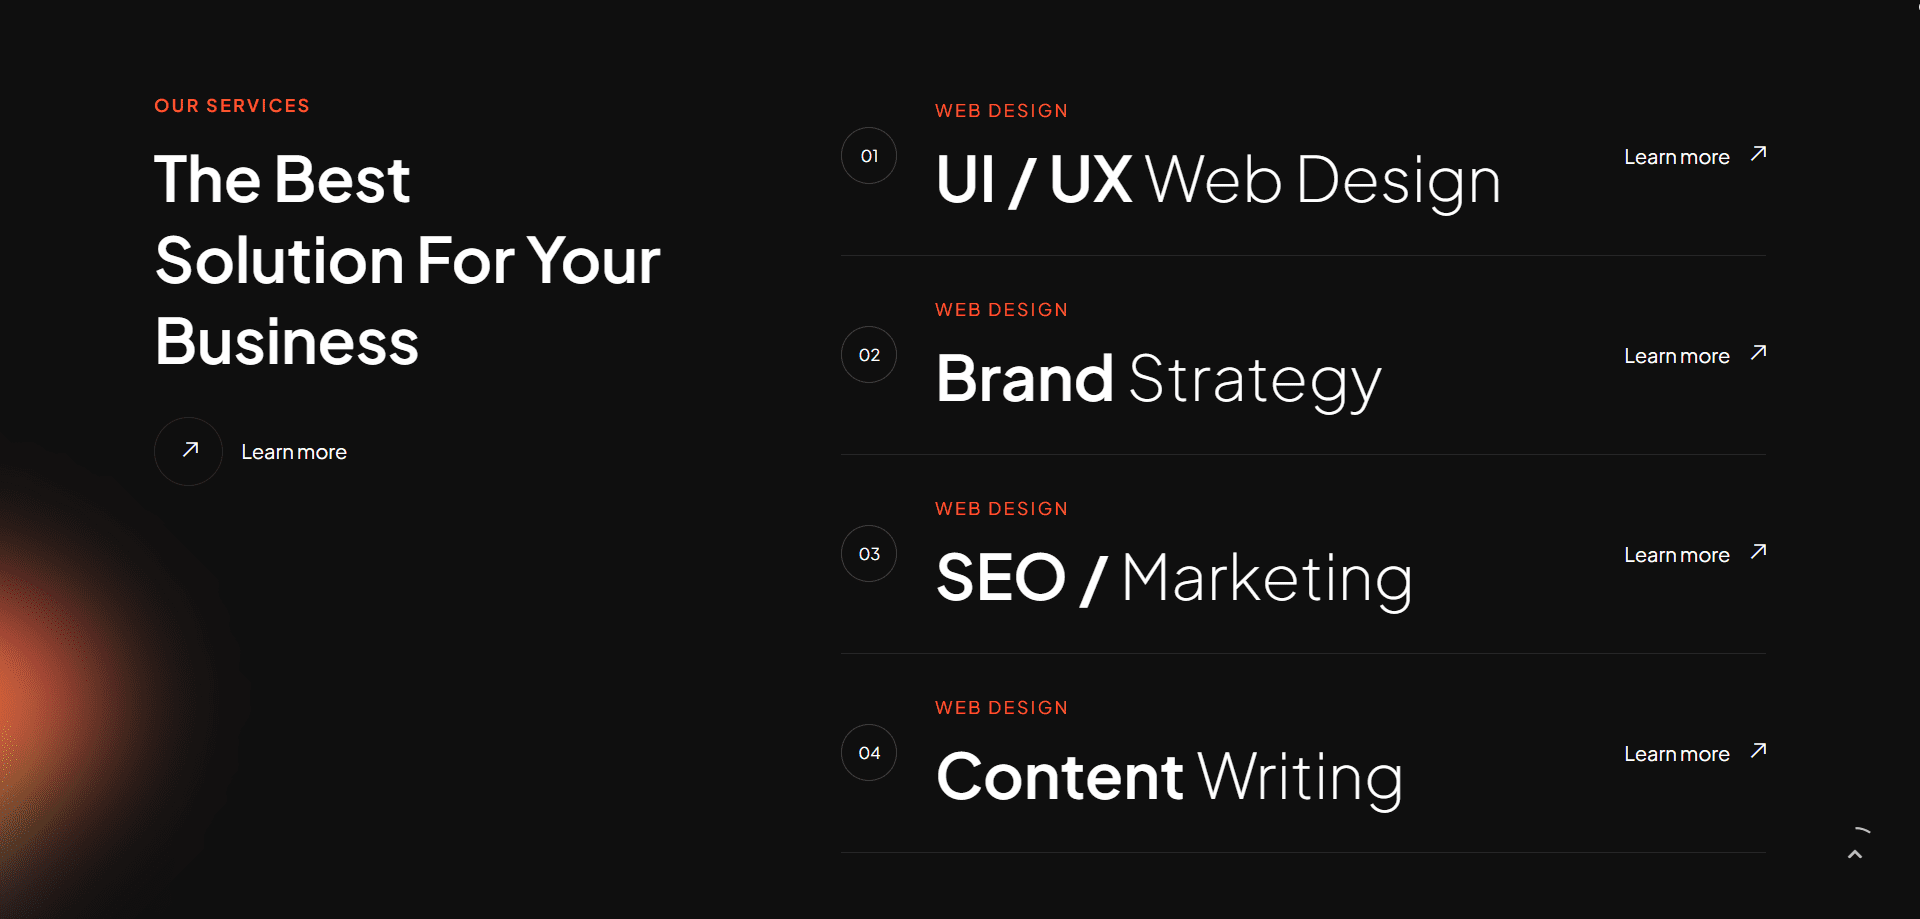 OUR SERVICES
The Best
Solution For Your
Business
Learn more
WEB DESIGN
01
UI / UX Web Design
Learn more
WEB DESIGN
02
Brand Strategy
Learn more
WEB DESIGN
03
SEO / Marketing
Learn more
WEB DESIGN
04
Content Writing
Learn more